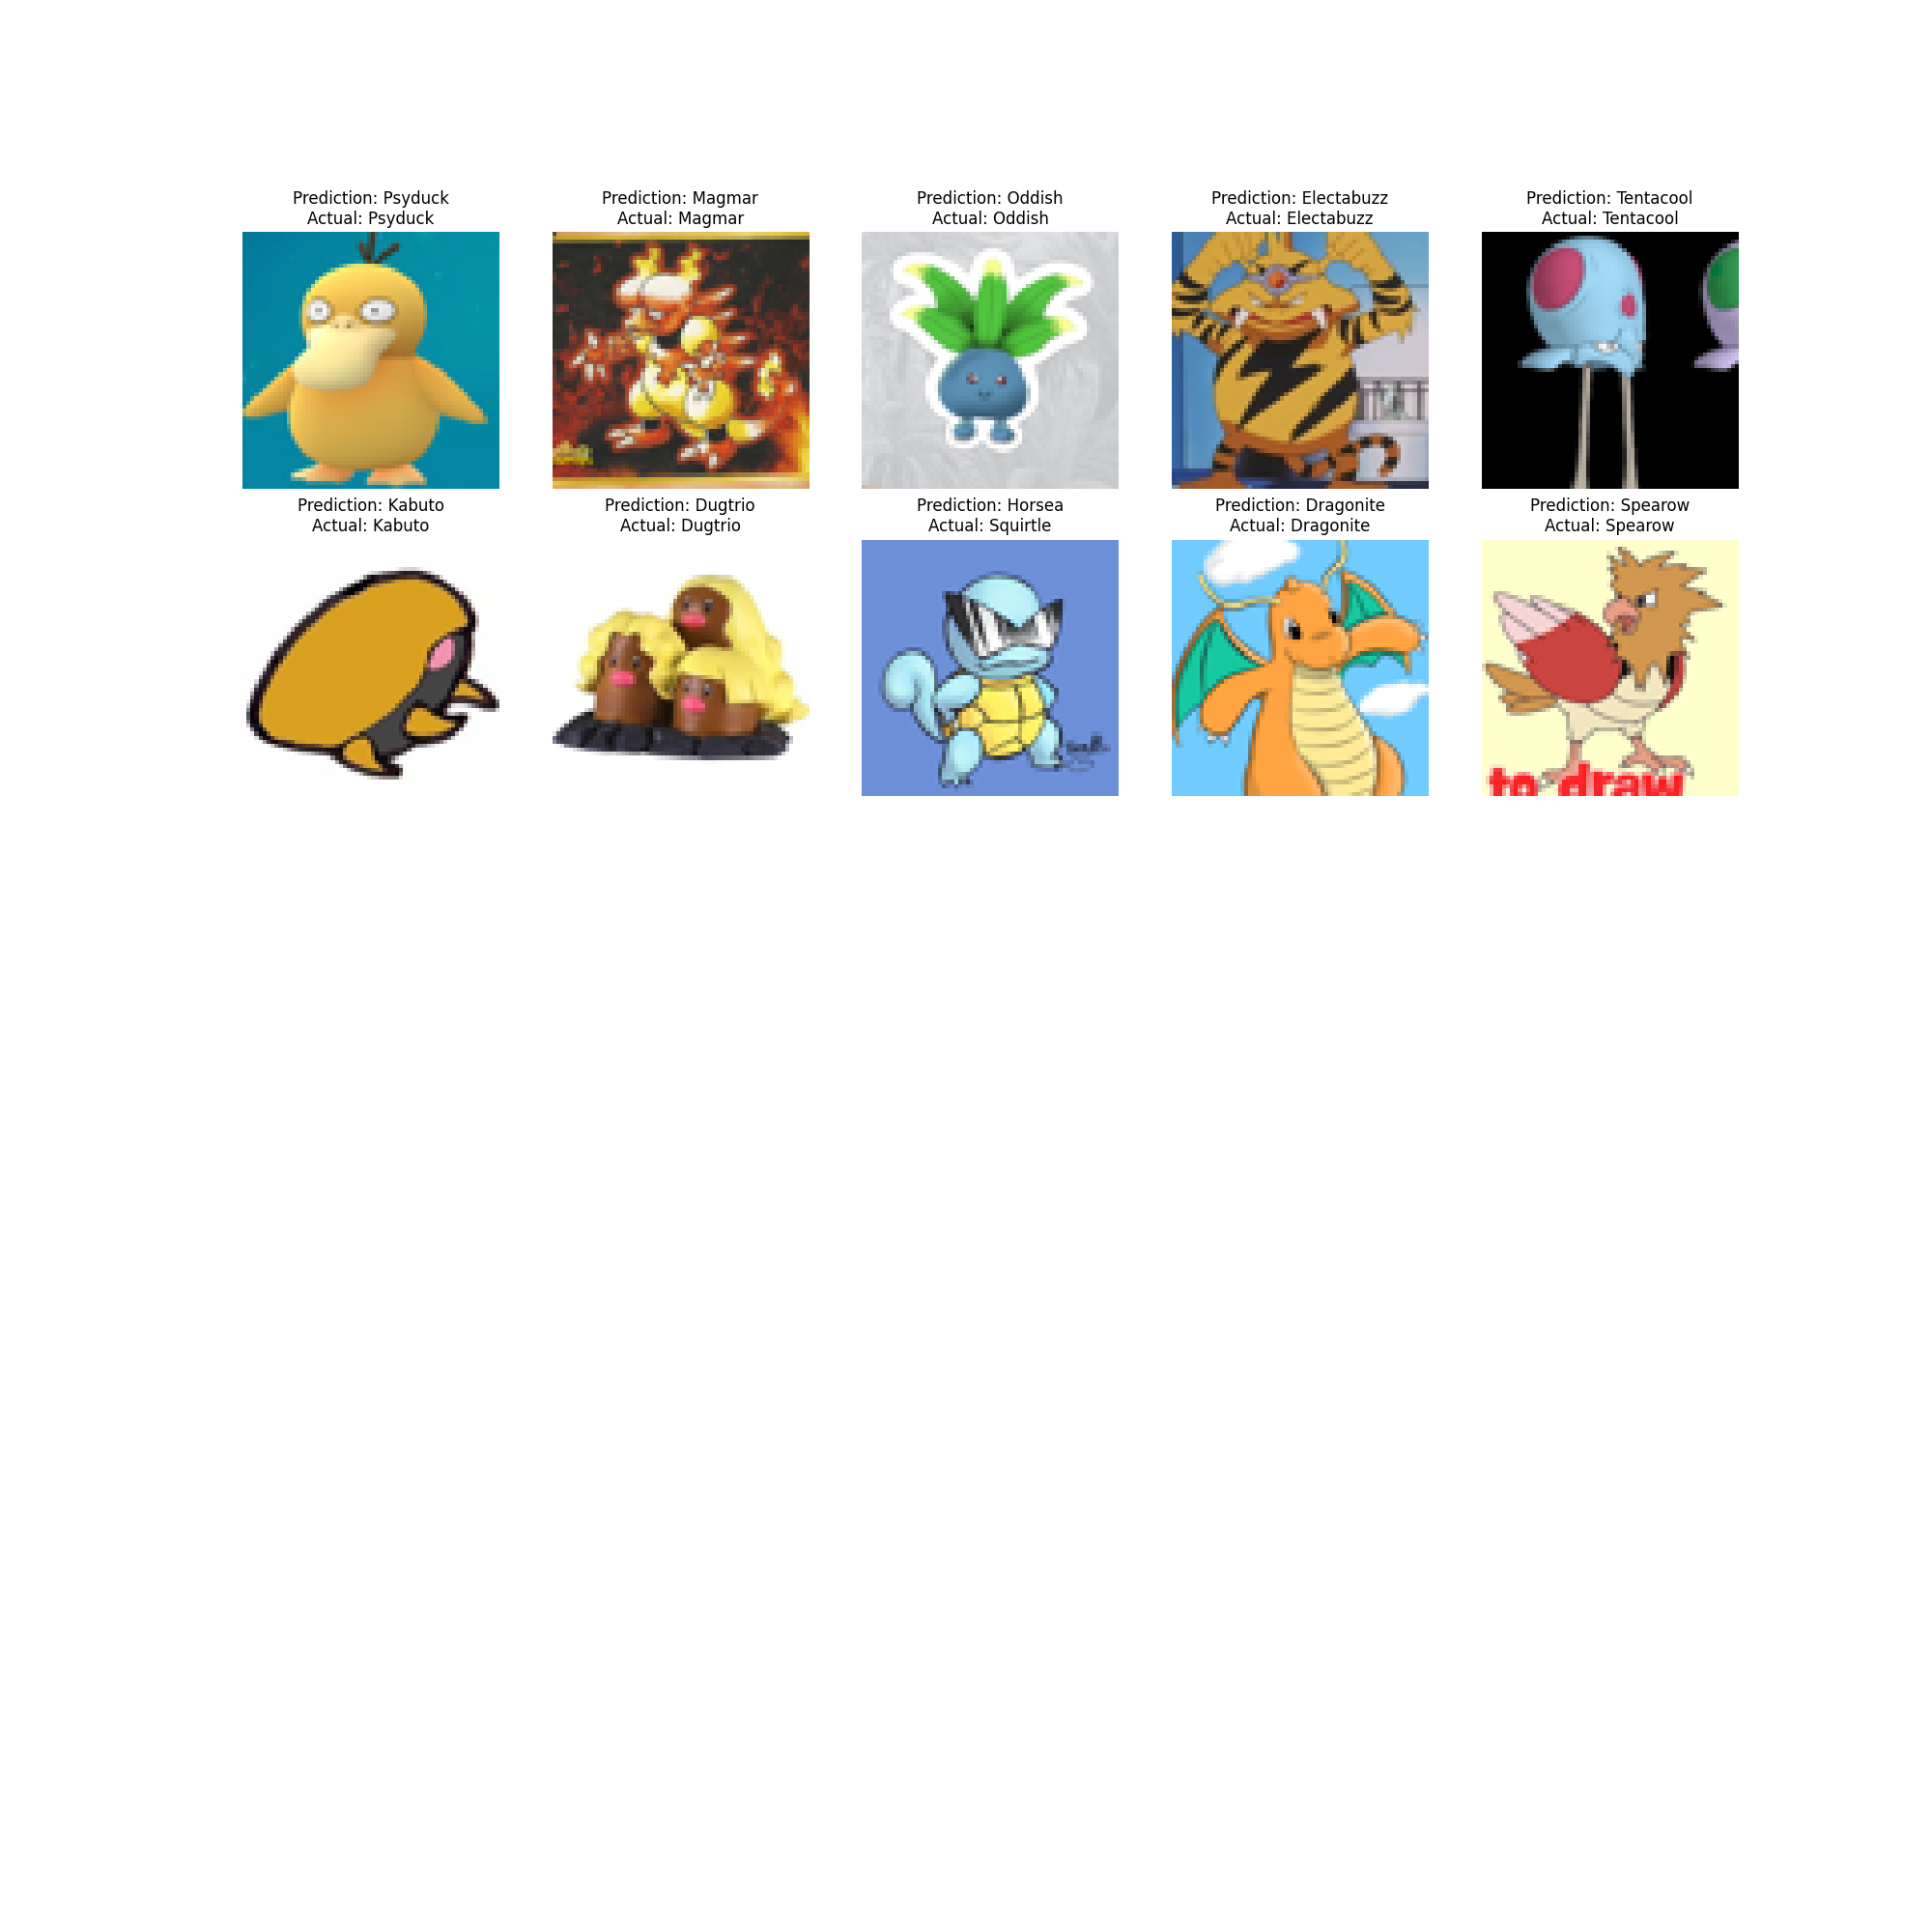 Prediction: Psyduck
Actual: Psyduck
Prediction: Magmar
Actual: Magmar
Prediction: Oddish
Actual: Oddish
Prediction: Electabuzz
Actual: Electabuzz
Prediction: Tentacool
Actual: Tentacool
Prediction: Kabuto
Actual: Kabuto
Prediction: Dugtrio
Actual: Dugtrio
Prediction: Horsea
Actual: Squirtle
Prediction: Dragonite
Actual: Dragonite
Prediction: Spearow
Actual: Spearow
to draw